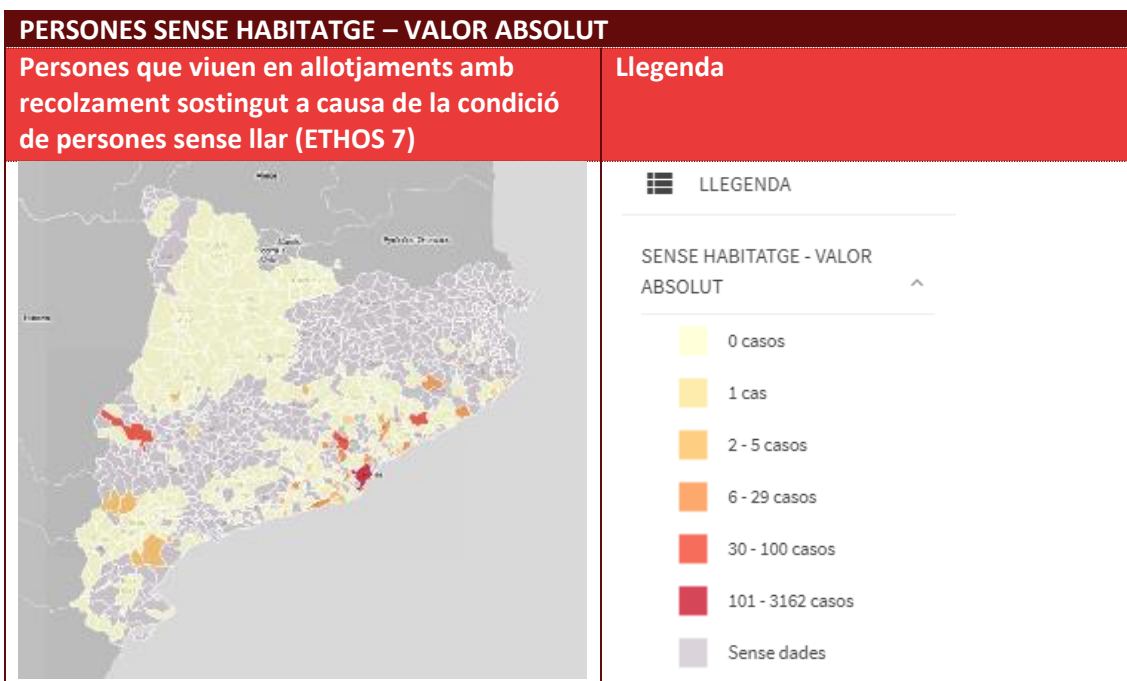 PERSONES SENSE HABITATGE – VALOR ABSOLUT
Persones que viuen en allotjaments amb
recolzament sostingut a causa de la condició
de persones sense llar (ETHOS 7)
Llegenda
LLEGENDA
SENSE HABITATGE - VALOR
ABSOLUT
0 casos
1 cas
2 - 5 casos
6 - 29 casos
30 - 100 casos
101 - 3162 casos
Sense dades